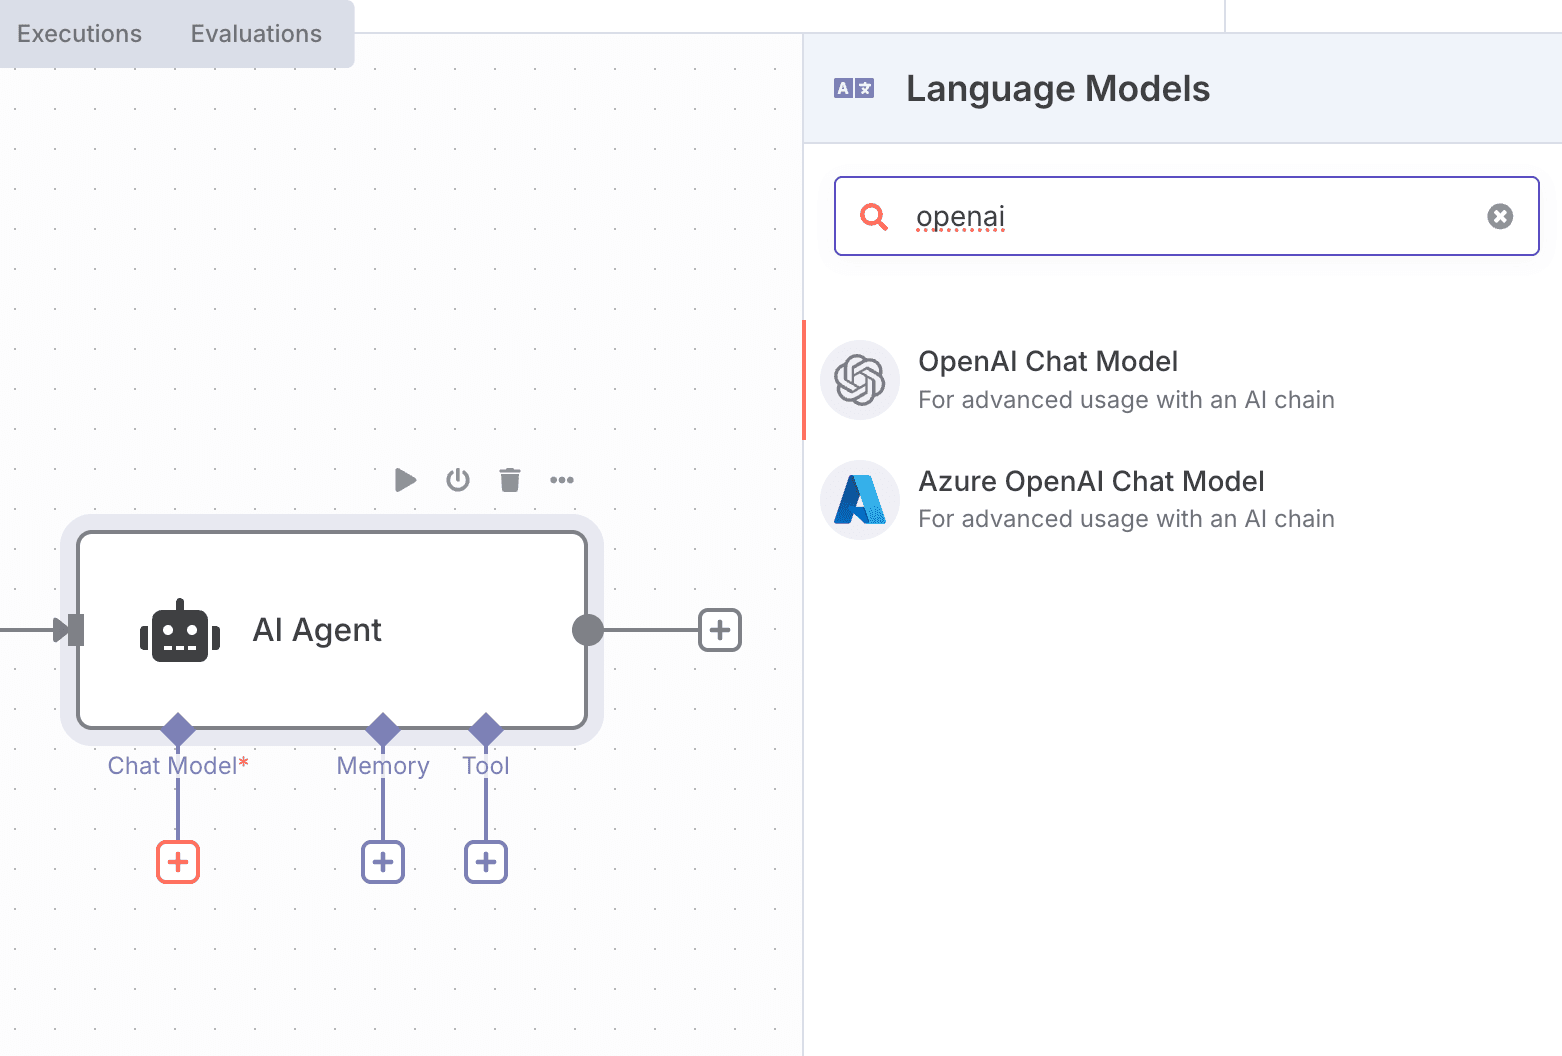 Executions Evaluations
Language Models
openai
OpenAI Chat Model
For advanced usage with an AI chain
Azure OpenAI Chat Model
For advanced usage with an AI chain
AI Agent
Chat Model* Memory Tool